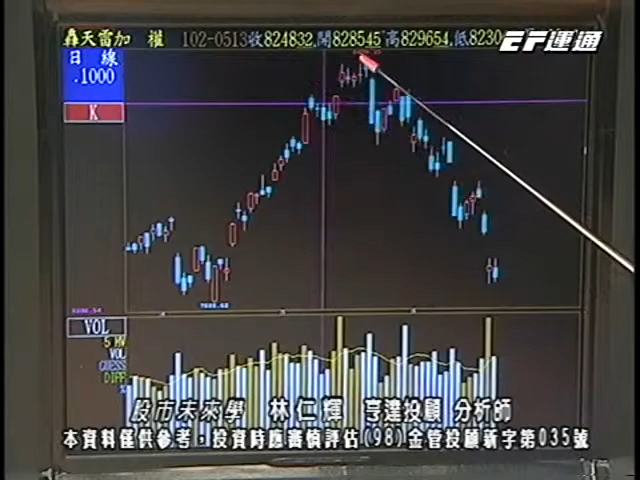 轟天雷加 權 102-0513收824832,開828545高829654,低8230
EF運通
日 線
.1000
K
7688.68
VOL
5 MV
VOL
GUESS
DIFF
股市未來學 林仁輝 亨達投顧 分析師
本資料僅供參考，投資時應審慎評估(98)金管投顧新字第035號